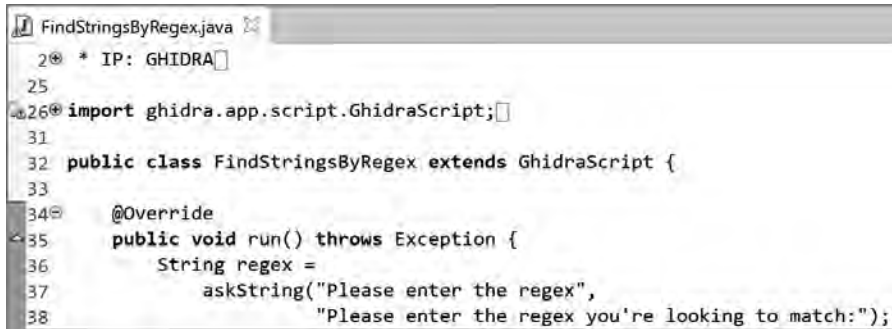 FindStringsByRegex.java
2 * IP: GHIDRA
25
26 import ghidra.app.script.GhidraScript;
31
32 public class FindStringsByRegex extends GhidraScript {
33
34 @Override
35 public void run() throws Exception {
36 String regex =
37 askString("Please enter the regex",
38 "Please enter the regex you're looking to match:");